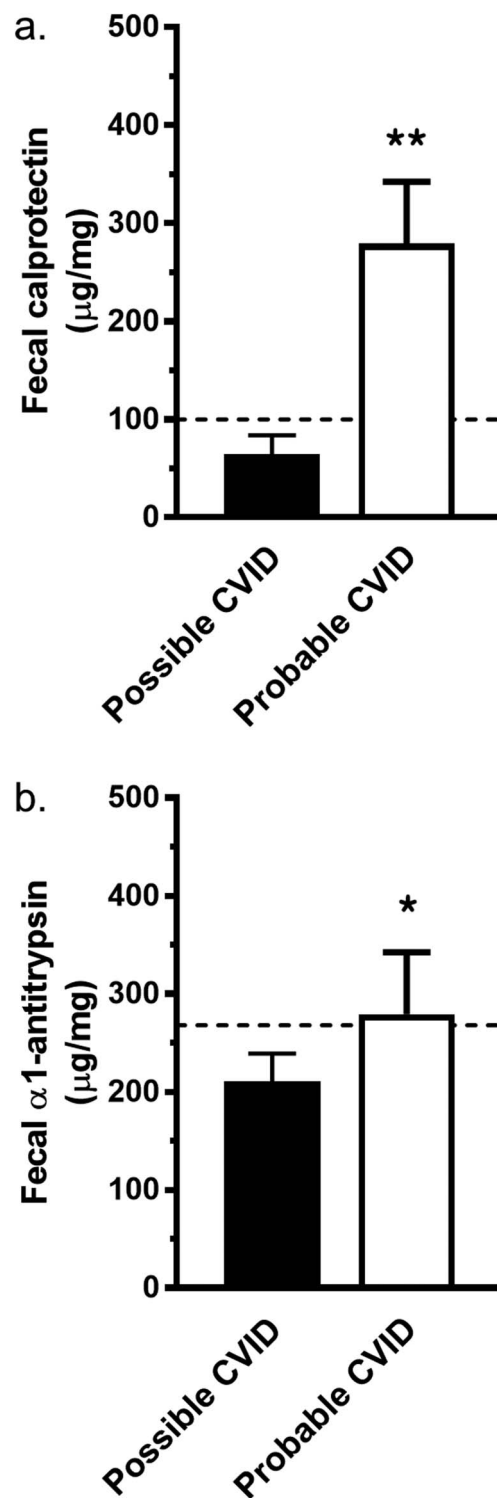 a.
Fecal calprotectin
(μg/mg)
500
400
300
200
100
0
**
Possible CVID
Probable CVID
b.
Fecal α1-antitrypsin
(μg/mg)
500
400
300
200
100
0
*
Possible CVID
Probable CVID